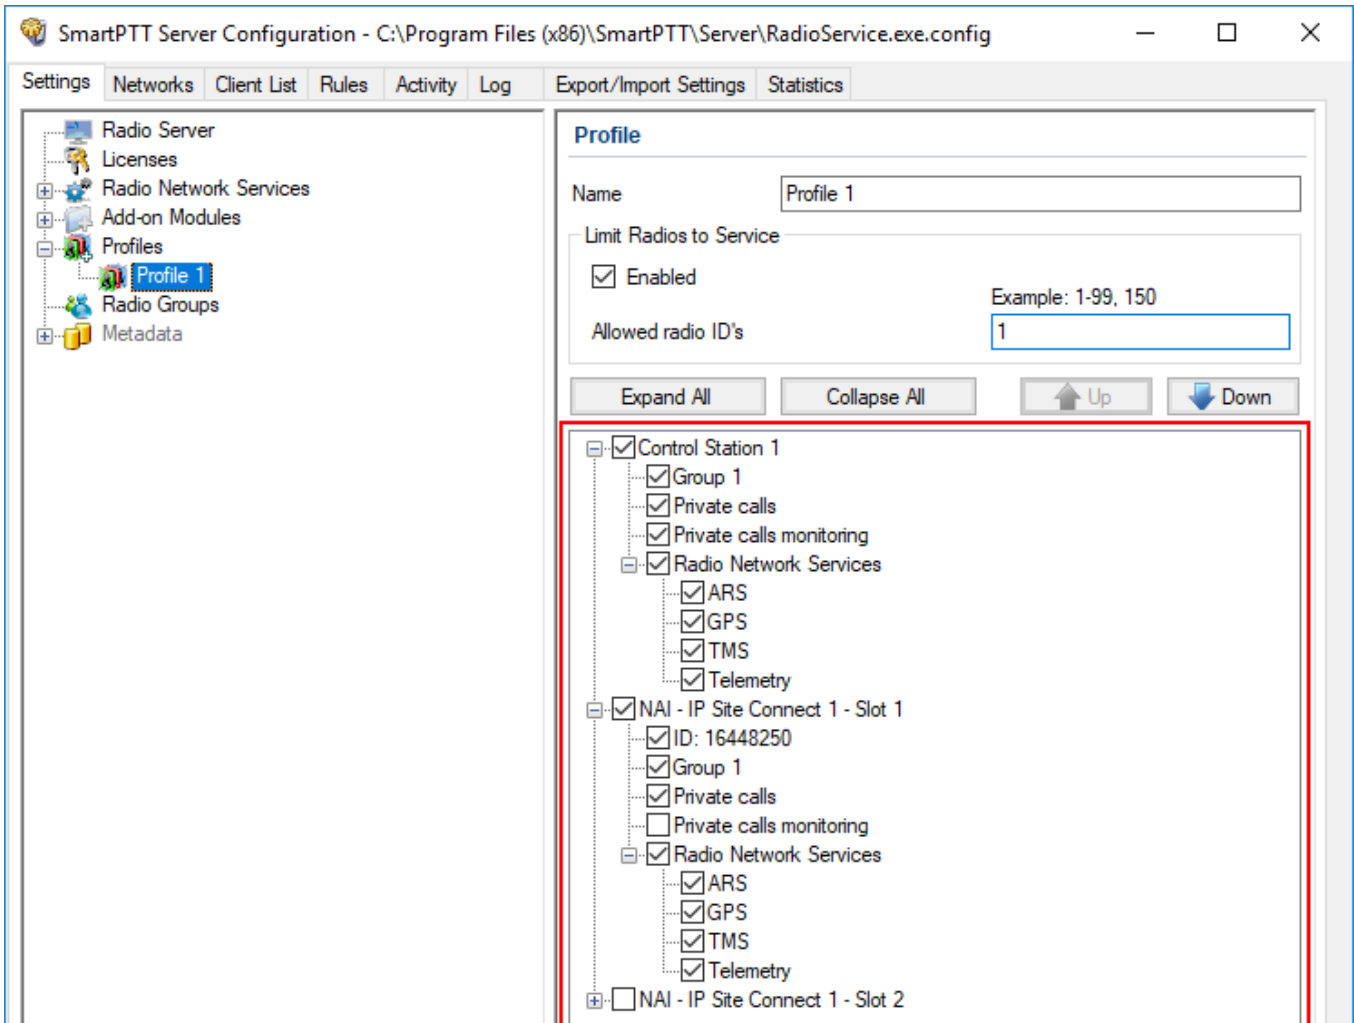 SmartPTT Server Configuration - C:\Program Files (x86)\SmartPTT\Server\RadioService.exe.config
Settings Networks Client List Rules Activity Log Export/Import Settings Statistics
Radio Server
Licenses
Radio Network Services
Add-on Modules
Profiles
Profile 1
Radio Groups
Metadata
Profile
Name Profile 1
Limit Radios to Service
Enabled
Example: 1-99, 150
Allowed radio ID's 1
Expand All Collapse All Up Down
Control Station 1
Group 1
Private calls
Private calls monitoring
Radio Network Services
ARS
GPS
TMS
Telemetry
NAI - IP Site Connect 1 - Slot 1
ID: 16448250
Group 1
Private calls
Private calls monitoring
Radio Network Services
ARS
GPS
TMS
Telemetry
NAI - IP Site Connect 1 - Slot 2